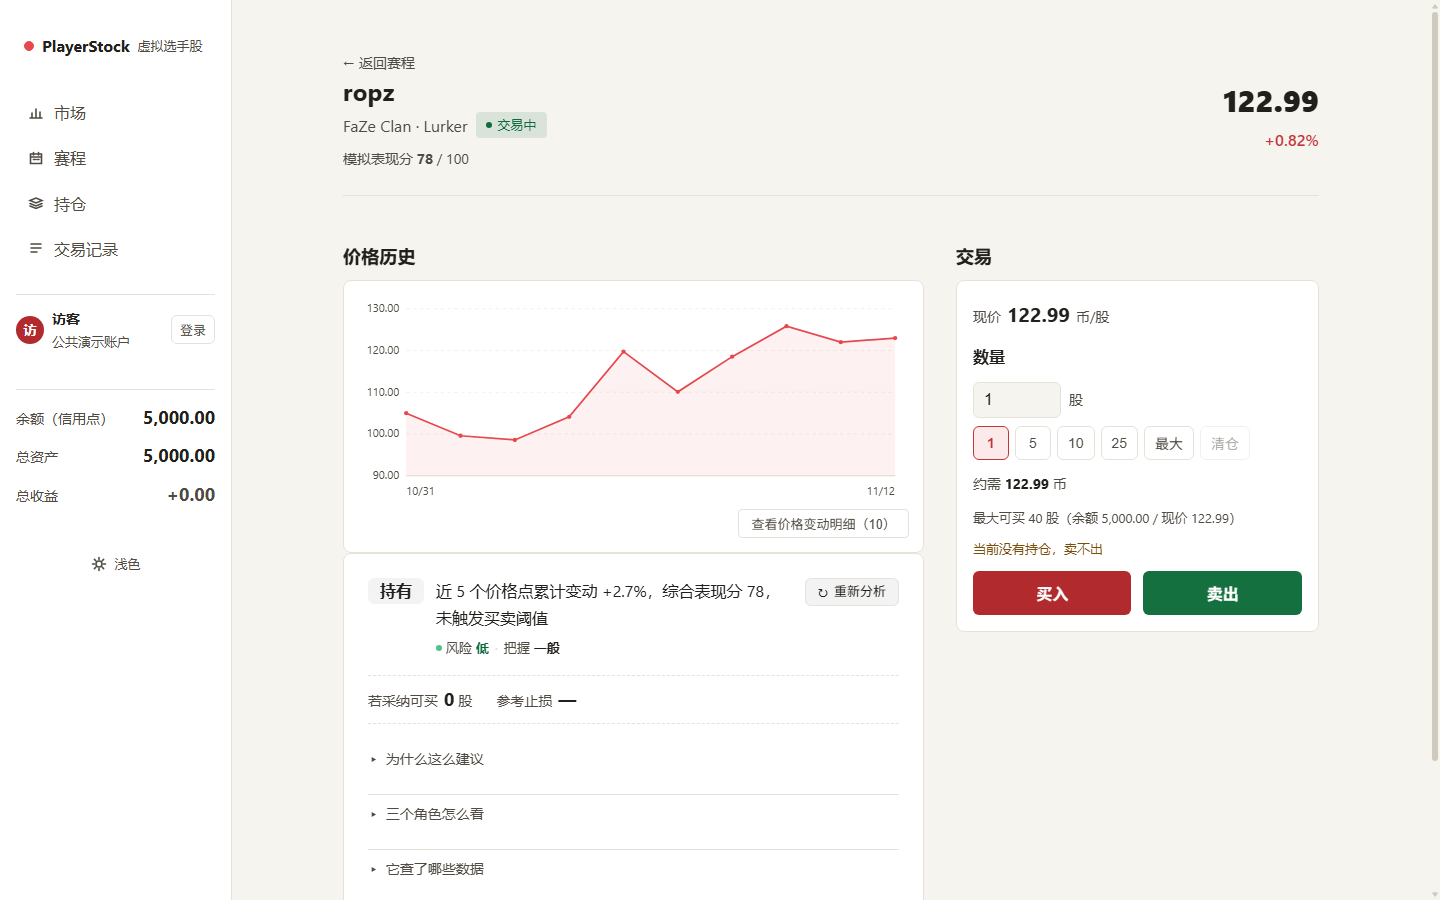 PlayerStock 虚拟选手股
市场
赛程
持仓
交易记录
访
访客
公共演示账户
登录
余额（信用点） 5,000.00
总资产 5,000.00
总收益 +0.00
浅色
← 返回赛程
ropz
FaZe Clan · Lurker 交易中
模拟表现分 78 / 100
122.99
+0.82%
价格历史
130.00
120.00
110.00
100.00
90.00
10/31 11/12
查看价格变动明细（10）
持有 近 5 个价格点累计变动 +2.7%，综合表现分 78，
未触发买卖阈值
重新分析
风险 低 · 把握 一般
若采纳可买 0 股 参考止损 —
为什么这么建议
三个角色怎么看
它查了哪些数据
交易
现价 122.99 币/股
数量
1 股
1 5 10 25 最大 清仓
约需 122.99 币
最大可买 40 股（余额 5,000.00 / 现价 122.99）
当前没有持仓，卖不出
买入 卖出